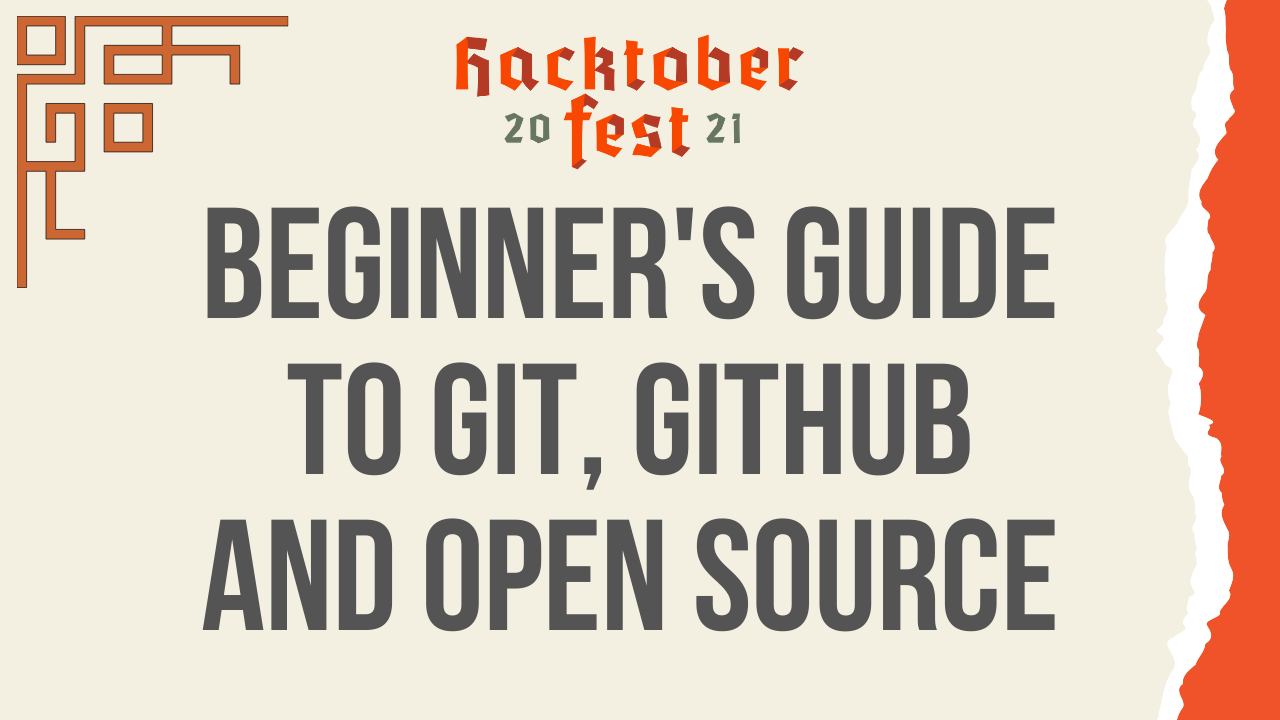 hacktober
20 fest 21
BEGINNER'S GUIDE
TO GIT, GITHUB
AND OPEN SOURCE